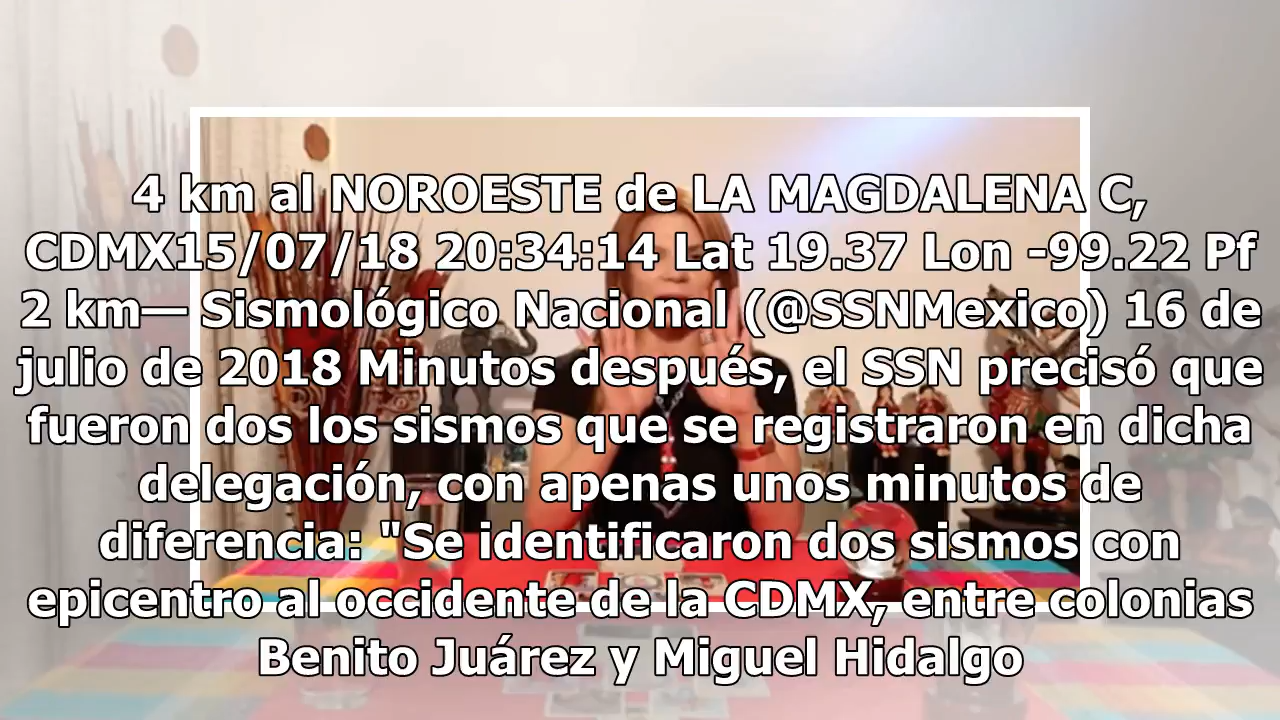 4 km al NOROESTE de LA MAGDALENA C,
CDMX15/07/18 20:34:14 Lat 19.37 Lon -99.22 Pf
2 km— Sismológico Nacional (@SSNMexico) 16 de
julio de 2018 Minutos después, el SSN precisó que
fueron dos los sismos que se registraron en dicha
delegación, con apenas unos minutos de
diferencia: "Se identificaron dos sismos con
epicentro al occidente de la CDMX, entre colonias
Benito Juárez y Miguel Hidalgo